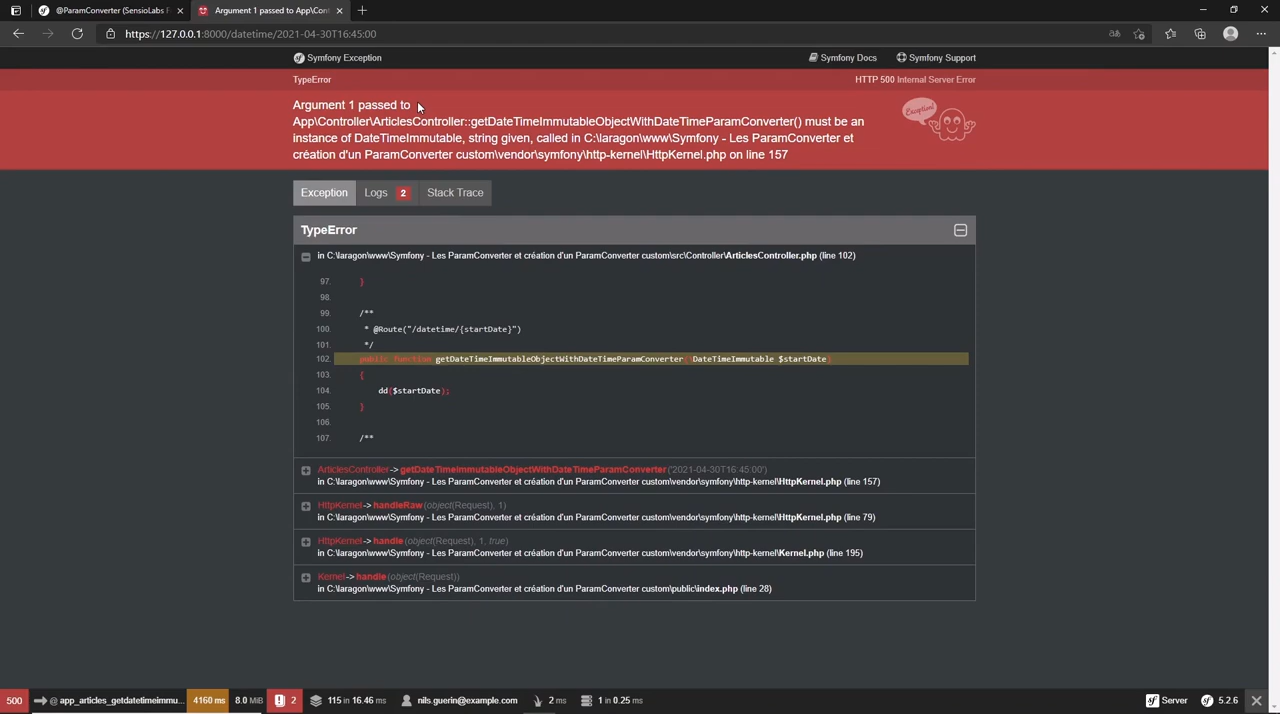 @ParamConverter (SensioLabs F
Argument 1 passed to App\Cont
https://127.0.0.1:8000/datetime/2021-04-30T16:45:00
Symfony Exception
Symfony Docs
Symfony Support
TypeError
HTTP 500 Internal Server Error
Argument 1 passed to
App\Controller\ArticlesController::getDateTimeImmutableObjectWithDateTimeParamConverter() must be an
instance of DateTimeImmutable, string given, called in C:\laragon\www\Symfony - Les ParamConverter et
création d'un ParamConverter custom\vendor\symfony\http-kernel\HttpKernel.php on line 157
Exception!
Exception
Logs 2
Stack Trace
TypeError
in C:\laragon\www\Symfony - Les ParamConverter et création d'un ParamConverter custom\src\Controller\ArticlesController.php (line 102)
97. }
98.
99. /**
100. * @Route("/datetime/{startDate}")
101. */
102. public function getDateTimeImmutableObjectWithDateTimeParamConverter(\DateTimeImmutable $startDate)
103. {
104. dd($startDate);
105. }
106.
107. /**
ArticlesController->getDateTimeImmutableObjectWithDateTimeParamConverter('2021-04-30T16:45:00')
in C:\laragon\www\Symfony - Les ParamConverter et création d'un ParamConverter custom\vendor\symfony\http-kernel\HttpKernel.php (line 157)
HttpKernel->handleRaw(object(Request), 1)
in C:\laragon\www\Symfony - Les ParamConverter et création d'un ParamConverter custom\vendor\symfony\http-kernel\HttpKernel.php (line 79)
HttpKernel->handle(object(Request), 1, true)
in C:\laragon\www\Symfony - Les ParamConverter et création d'un ParamConverter custom\vendor\symfony\http-kernel\Kernel.php (line 195)
Kernel->handle(object(Request))
in C:\laragon\www\Symfony - Les ParamConverter et création d'un ParamConverter custom\public\index.php (line 28)
500 @ app_articles_getdatetimeimmu... 4160 ms 8.0 MiB 2 115 in 16.46 ms nils.guerin@example.com 2 ms 1 in 0.25 ms Server 5.2.6